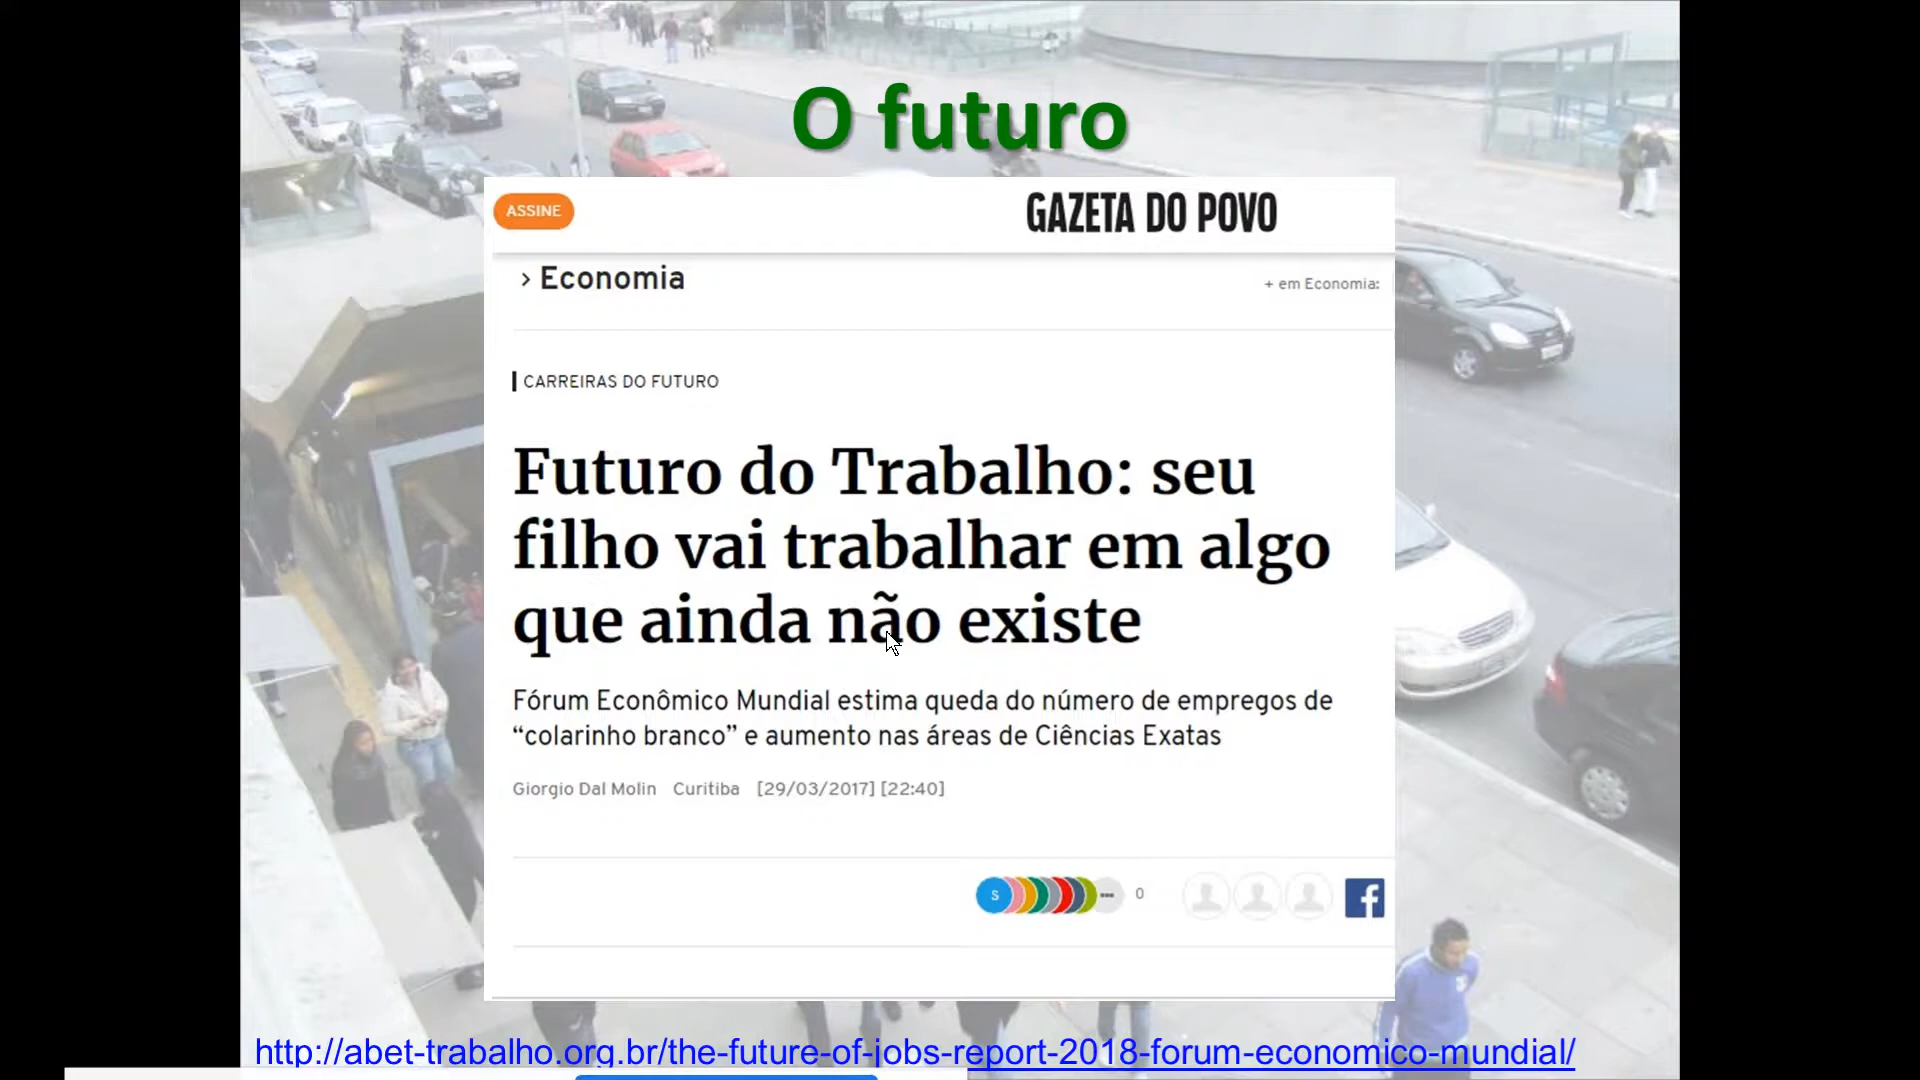 O futuro
ASSINE
GAZETA DO POVO
› Economia
+ em Economia:
CARREIRAS DO FUTURO
Futuro do Trabalho: seu
filho vai trabalhar em algo
que ainda não existe
Fórum Econômico Mundial estima queda do número de empregos de
“colarinho branco” e aumento nas áreas de Ciências Exatas
Giorgio Dal Molin Curitiba [29/03/2017] [22:40]
S
0
http://abet-trabalho.org.br/the-future-of-jobs-report-2018-forum-economico-mundial/